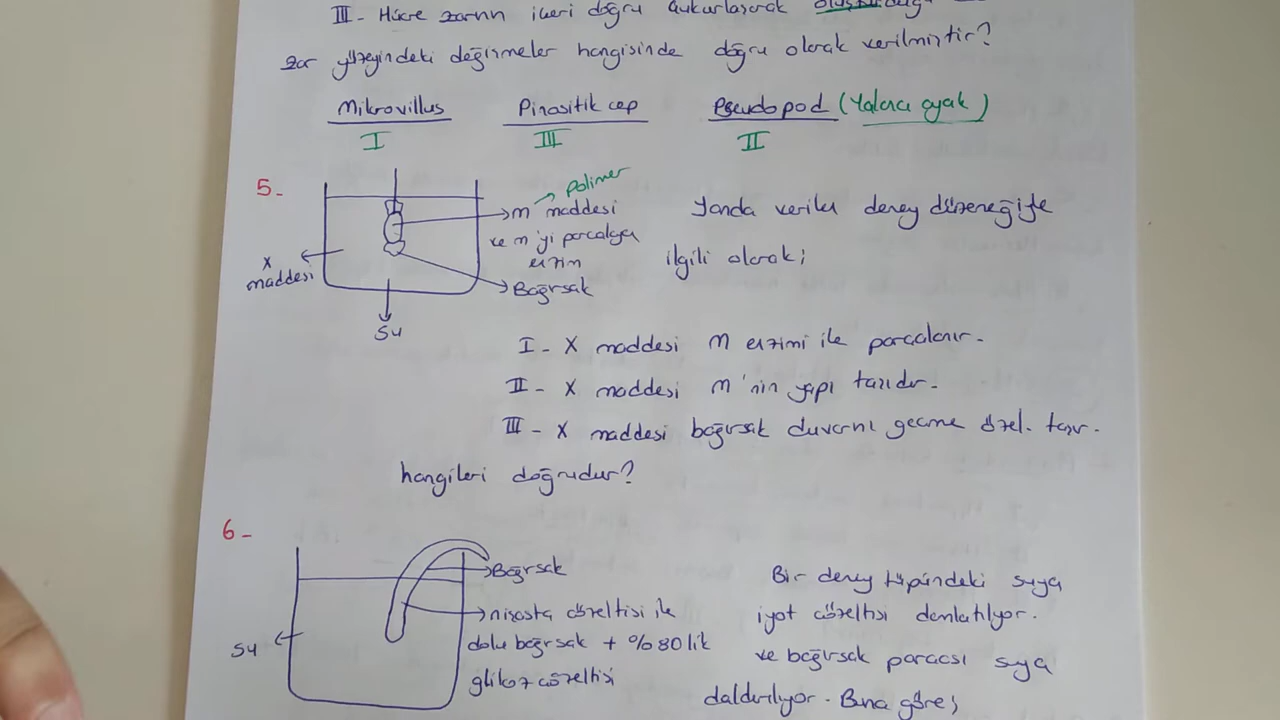 III - Hücre zarının ileri doğru çukurlaşarak
zar yüzeyindeki değişmeler hangisinde doğru olarak verilmiştir?
Mikrovillus Pinositik cep Pseudopod (Yalancı ayak)
I III II
5-
polimer
m maddesi
ve m'yi parçalayan
enzim
Bağırsak
X
maddesi
Su
Yanda verilen deney düzeneğiyle
ilgili olarak;
I - X maddesi m enzimi ile parçalanır.
II - X maddesi m'nin yapı taşıdır.
III - X maddesi bağırsak duvarını geçme özel. taşır.
hangileri doğrudur?
6-
Bağırsak
nişasta çözeltisi ile
dolu bağırsak + %80 lik
glikoz çözeltisi
Su
Bir deney tüpündeki suya
iyot çözeltisi damlatılıyor.
ve bağırsak parçası suya
daldırılıyor. Buna göre;